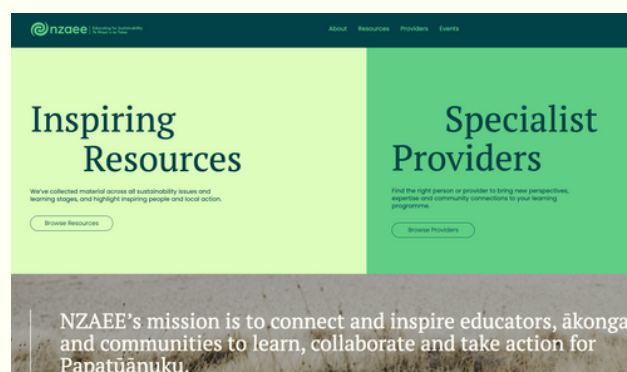 nzaee
Educating for Sustainability
About Resources Providers Events
Inspiring
Resources
We've collected material across all sustainability issues and
learning stages, and highlight inspiring people and local action.
Browse Resources
Specialist
Providers
Find the right person or provider to bring new perspectives,
expertise and community connections to your learning
programme.
Browse Providers
NZAEE's mission is to connect and inspire educators, ākonga
and communities to learn, collaborate and take action for
Papatūānuku.